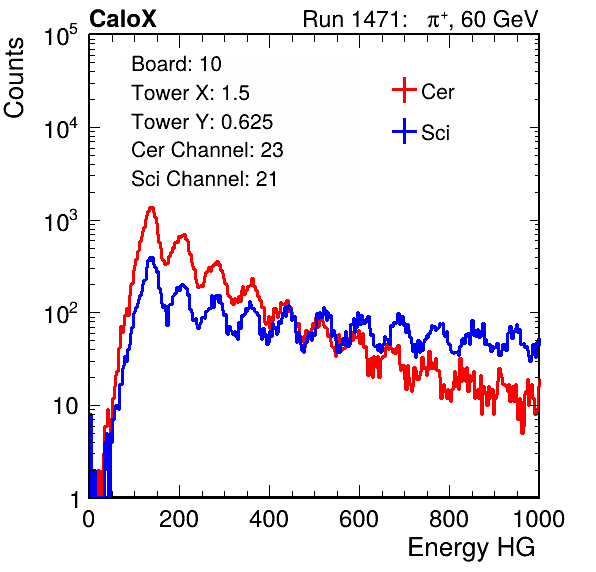 CaloX Run 1471: π⁺, 60 GeV
Counts
10⁵
10⁴
10³
10²
10
1
Board: 10
Tower X: 1.5
Tower Y: 0.625
Cer Channel: 23
Sci Channel: 21
Cer
Sci
0 200 400 600 800 1000
Energy HG